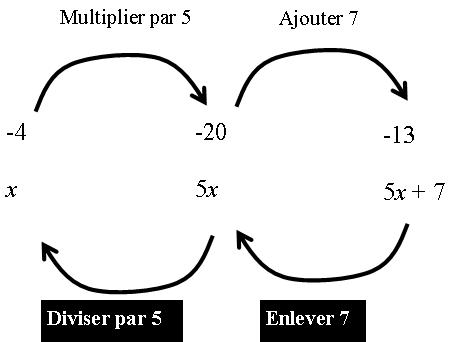 Multiplier par 5 Ajouter 7
-4 -20 -13
x 5x 5x + 7
Diviser par 5 Enlever 7